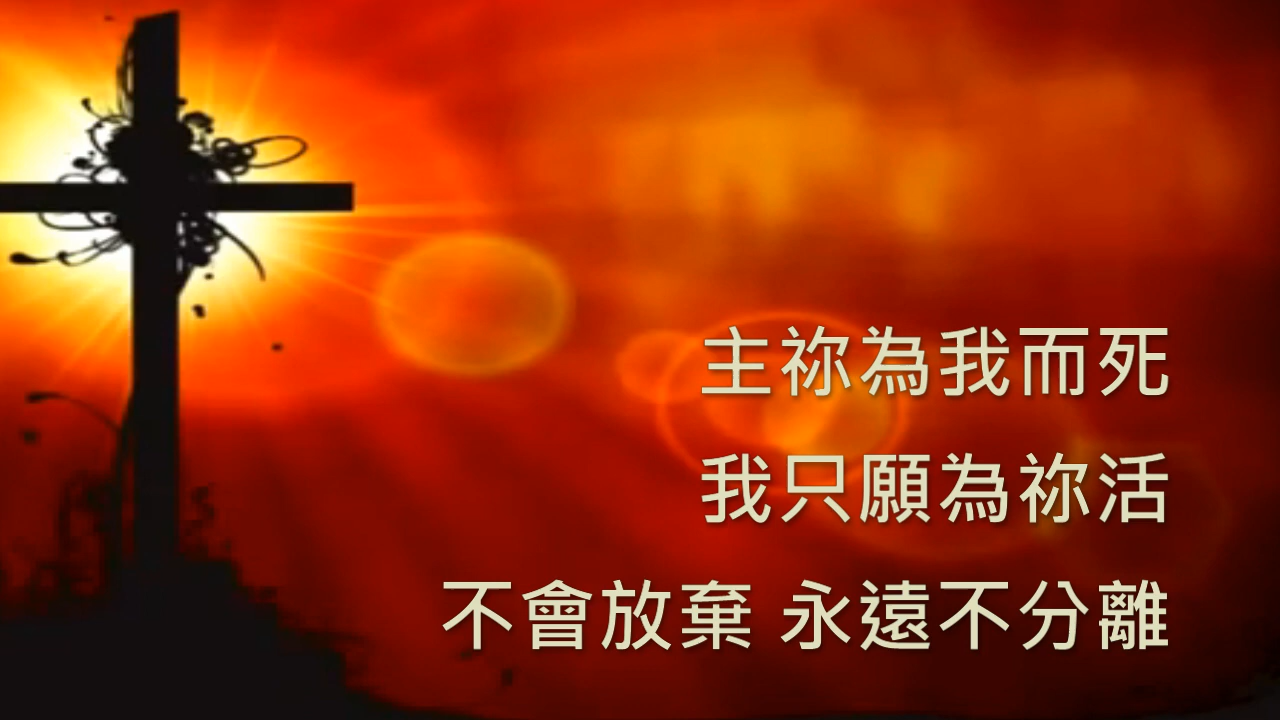 主祢為我而死
我只願為祢活
不會放棄 永遠不分離